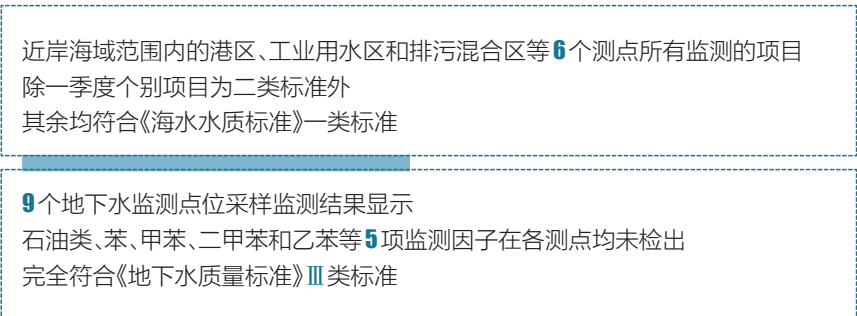 近岸海域范围内的港区、工业用水区和排污混合区等6个测点所有监测的项目
除一季度个别项目为二类标准外
其余均符合《海水水质标准》一类标准
9个地下水监测点位采样监测结果显示
石油类、苯、甲苯、二甲苯和乙苯等5项监测因子在各测点均未检出
完全符合《地下水质量标准》Ⅲ类标准